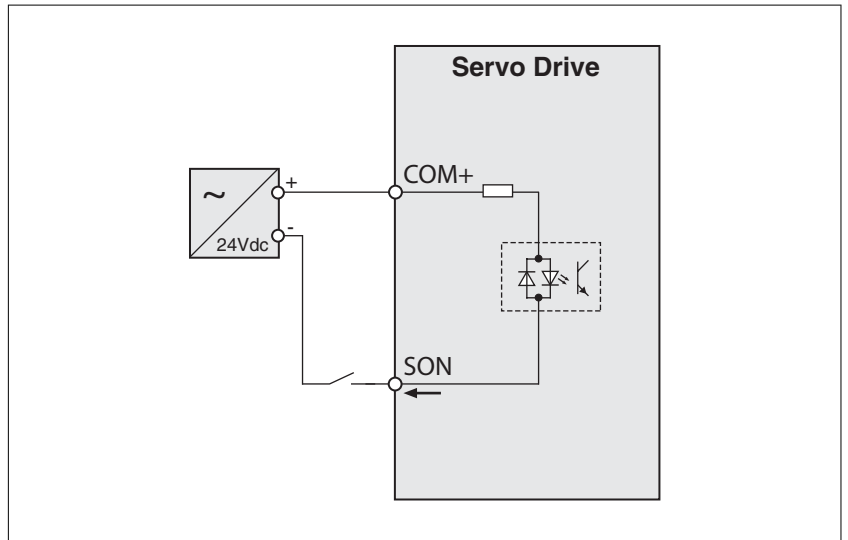 Servo Drive
COM+
+
~
24Vdc
-
SON